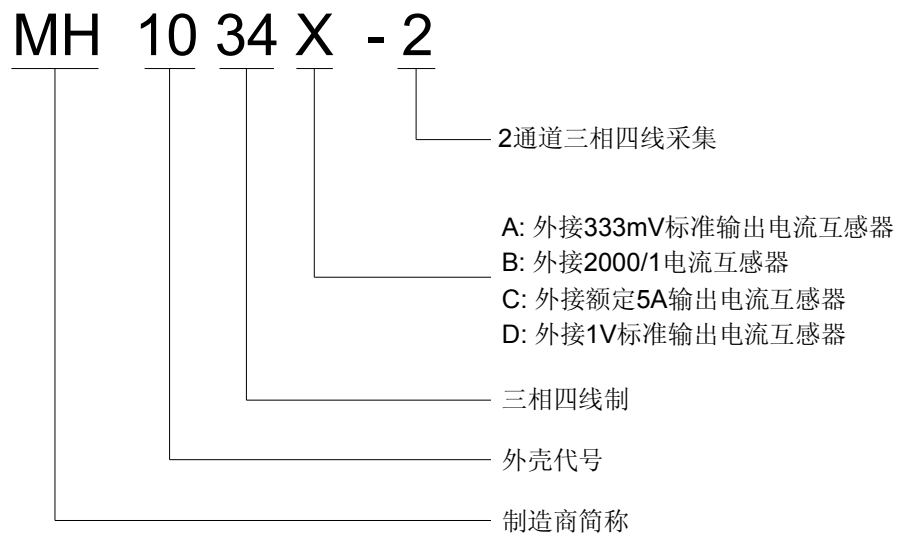 MH 10 34 X - 2
2通道三相四线采集
A: 外接333mV标准输出电流互感器
B: 外接2000/1电流互感器
C: 外接额定5A输出电流互感器
D: 外接1V标准输出电流互感器
三相四线制
外壳代号
制造商简称